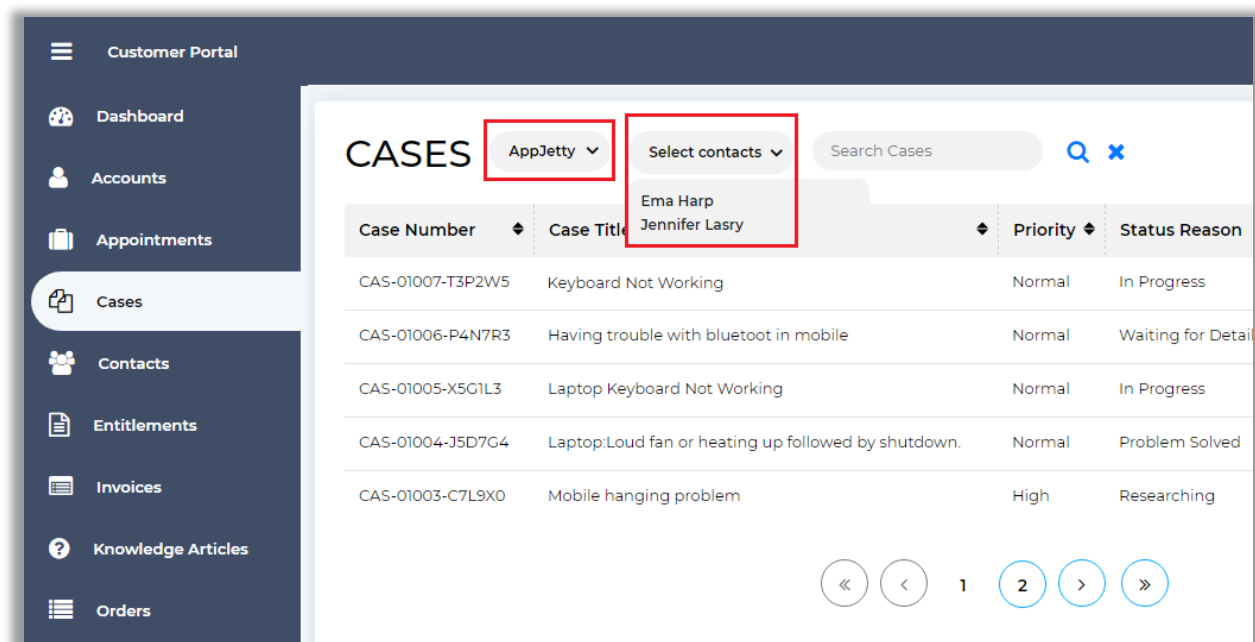 Customer Portal
Dashboard
Accounts
Appointments
Cases
Contacts
Entitlements
Invoices
Knowledge Articles
Orders
CASES AppJetty Select contacts Search Cases
Ema Harp
Jennifer Lasry
Case Number Case Title Priority Status Reason
CAS-01007-T3P2W5 Keyboard Not Working Normal In Progress
CAS-01006-P4N7R3 Having trouble with bluetoot in mobile Normal Waiting for Detail
CAS-01005-X5G1L3 Laptop Keyboard Not Working Normal In Progress
CAS-01004-J5D7G4 Laptop:Loud fan or heating up followed by shutdown. Normal Problem Solved
CAS-01003-C7L9X0 Mobile hanging problem High Researching
« < 1 2 > »